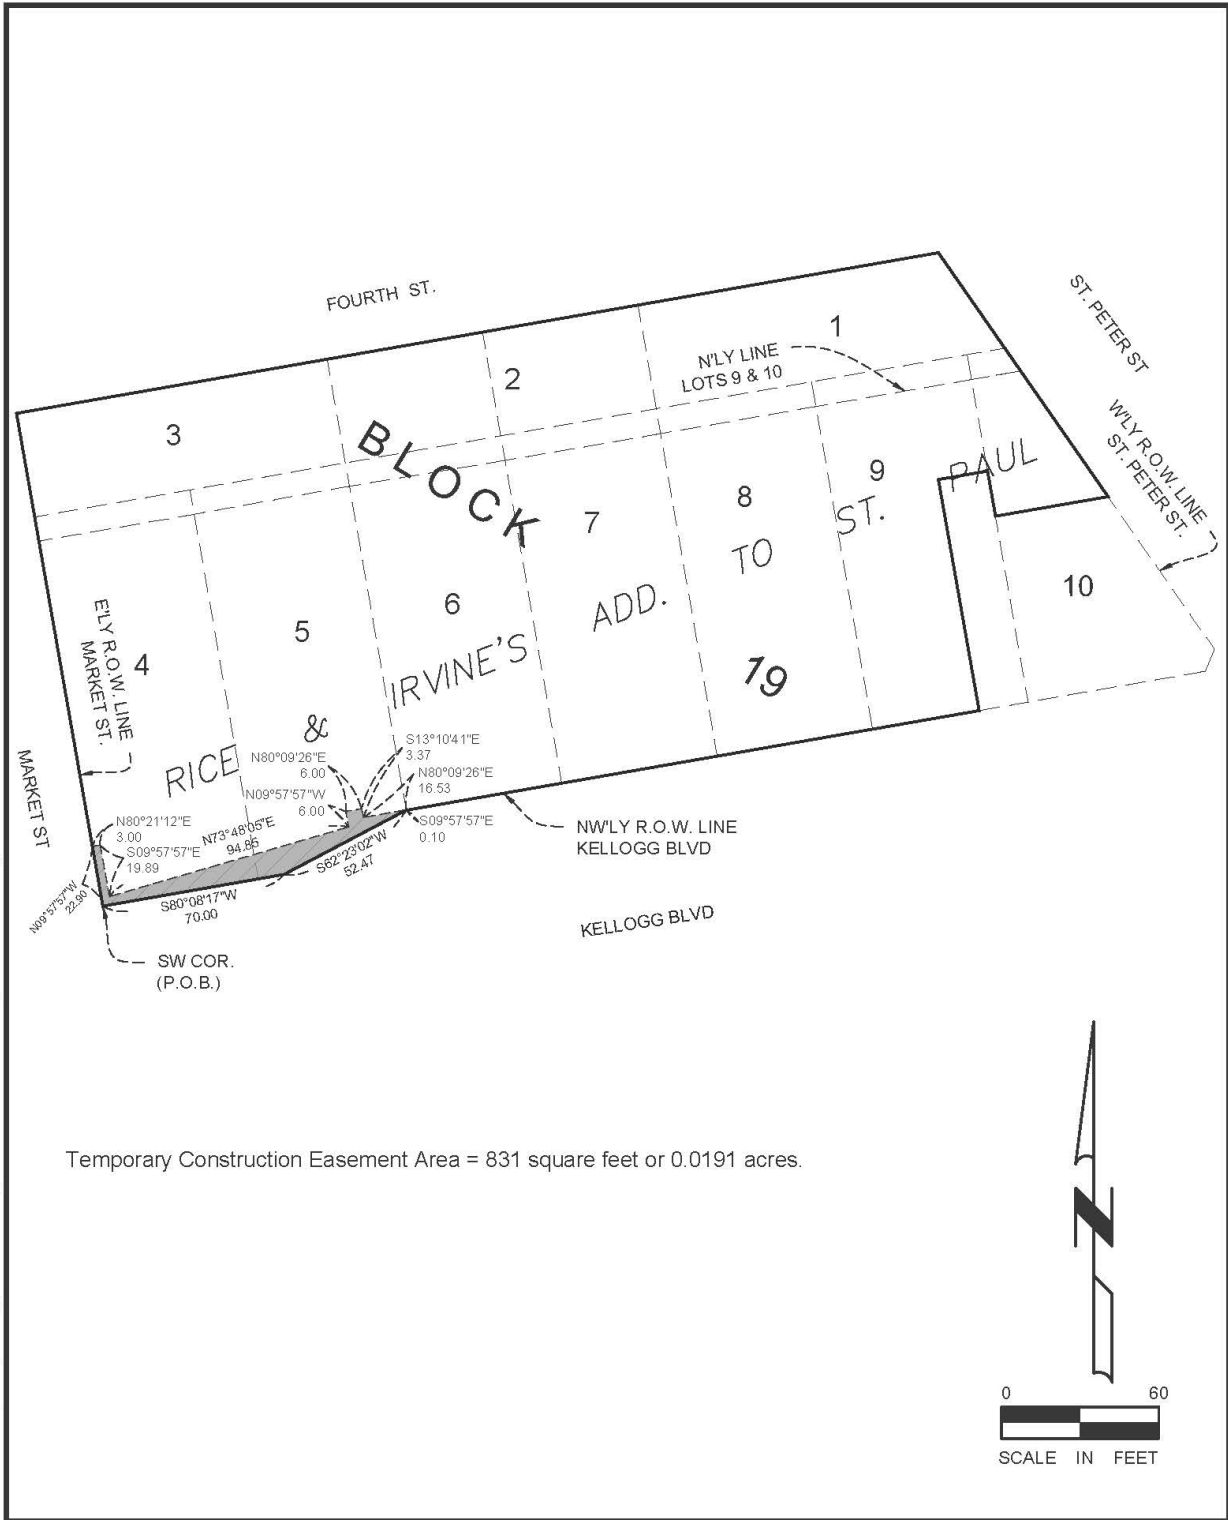 FOURTH ST.
ST. PETER ST
1
N'LY LINE
LOTS 9 & 10
2
3
BLOCK
W'LY R.O.W. LINE
ST. PETER ST.
PAUL
9
8
ST.
7
TO
10
6
ADD.
E'LY R.O.W. LINE
MARKET ST.
5
4
IRVINE'S
19
&
RICE
MARKET ST
S13°10'41"E
3.37
N80°09'26"E
6.00
N80°09'26"E
16.53
N09°57'57"W
6.00
S09°57'57"E
0.10
N80°21'12"E
3.00
N73°48'05"E
94.85
S09°57'57"E
19.89
S62°23'02"W
52.47
N09°57'57"W
22.90
S80°08'17"W
70.00
NW'LY R.O.W. LINE
KELLOGG BLVD
KELLOGG BLVD
SW COR.
(P.O.B.)
Temporary Construction Easement Area = 831 square feet or 0.0191 acres.
N
0 60
SCALE IN FEET